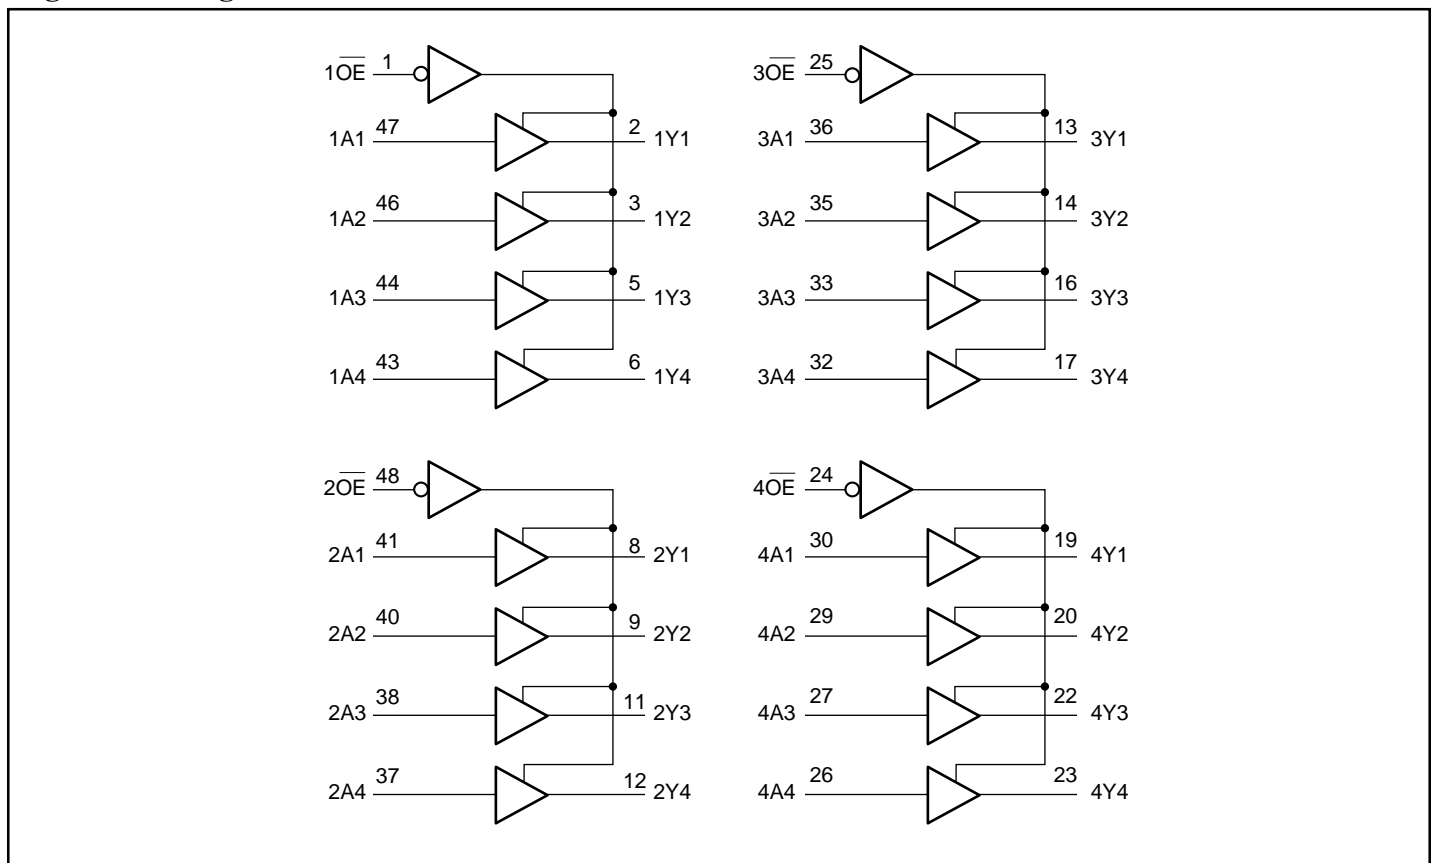 1OE 1
1A1 47 2 1Y1
1A2 46 3 1Y2
1A3 44 5 1Y3
1A4 43 6 1Y4
3OE 25
3A1 36 13 3Y1
3A2 35 14 3Y2
3A3 33 16 3Y3
3A4 32 17 3Y4
2OE 48
2A1 41 8 2Y1
2A2 40 9 2Y2
2A3 38 11 2Y3
2A4 37 12 2Y4
4OE 24
4A1 30 19 4Y1
4A2 29 20 4Y2
4A3 27 22 4Y3
4A4 26 23 4Y4